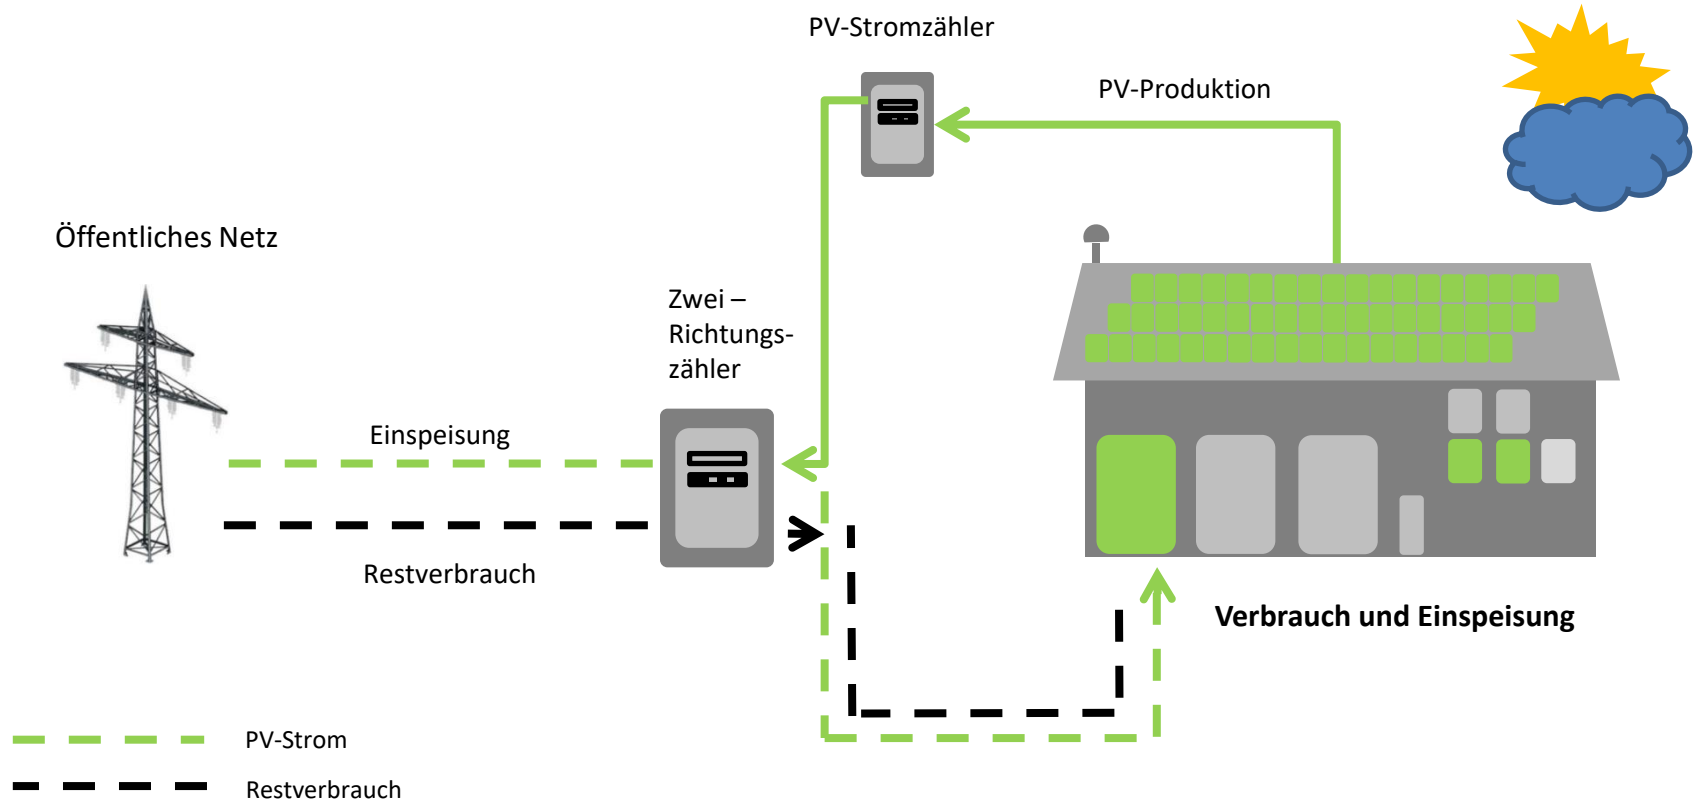 PV-Stromzähler
PV-Produktion
Öffentliches Netz
Zwei –
Richtungs-
zähler
Einspeisung
Restverbrauch
Verbrauch und Einspeisung
PV-Strom
Restverbrauch